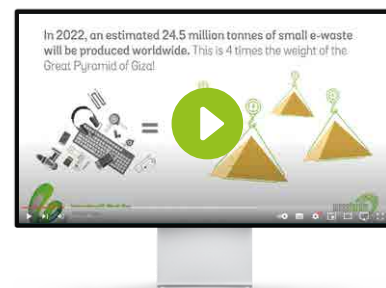 In 2022, an estimated 24.5 million tonnes of small e-waste
will be produced worldwide. This is 4 times the weight of the
Great Pyramid of Giza!
=